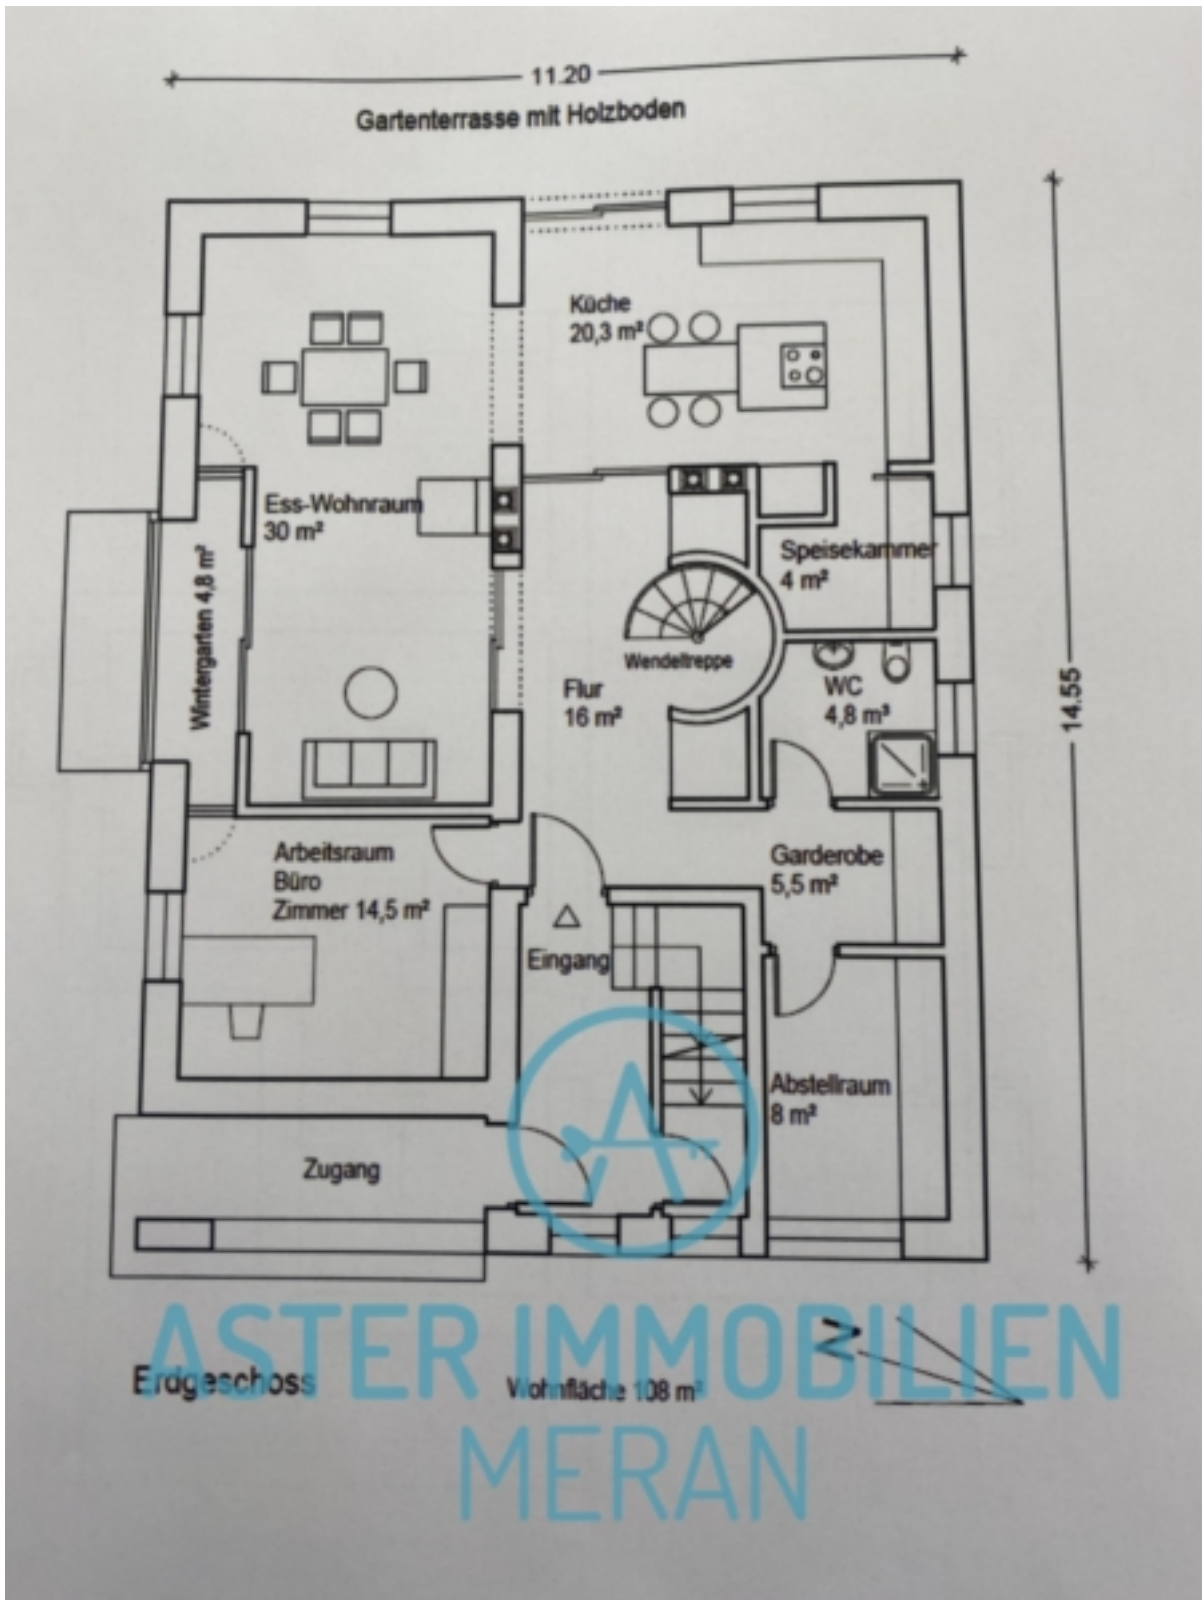 11.20
Gartenterrasse mit Holzboden
Küche
20,3 m²
Ess-Wohnraum
30 m²
Wintergarten 4,8 m²
Speisekammer
4 m²
Wendeltreppe
WC
4,8 m³
Flur
16 m²
14.55
Arbeitsraum
Büro
Zimmer 14,5 m²
Garderobe
5,5 m²
Eingang
Abstellraum
8 m²
Zugang
N
ASTER IMMOBILIEN
Erdgeschoss
Wohnfläche 108 m²
MERAN